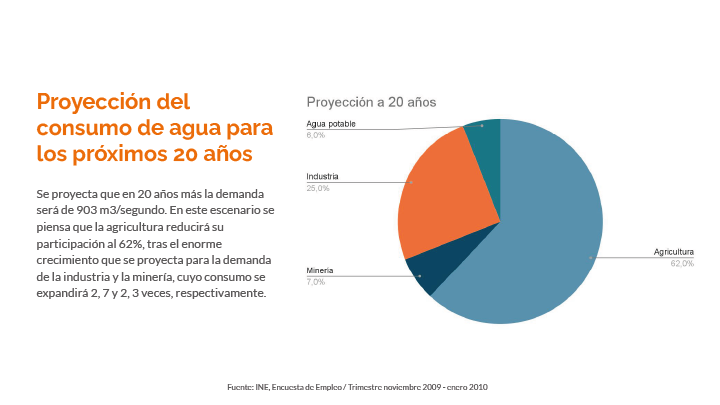 Proyección del
consumo de agua para
los próximos 20 años
Se proyecta que en 20 años más la demanda
será de 903 m3/segundo. En este escenario se
piensa que la agricultura reducirá su
participación al 62%, tras el enorme
crecimiento que se proyecta para la demanda
de la industria y la minería, cuyo consumo se
expandirá 2, 7 y 2, 3 veces, respectivamente.
Proyección a 20 años
Agua potable
6,0%
Industria
25,0%
Minería
7,0%
Agricultura
62,0%
Fuente: INE, Encuesta de Empleo / Trimestre noviembre 2009 - enero 2010